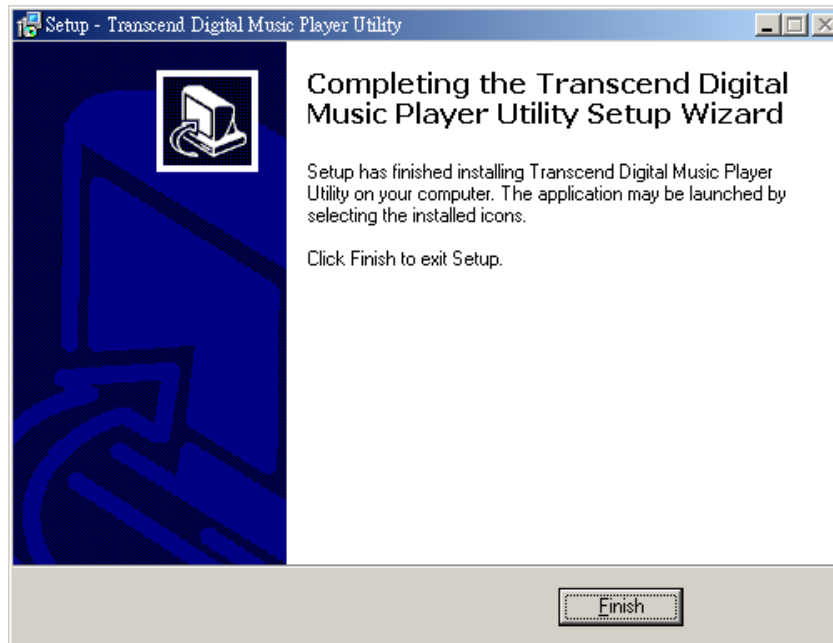 Setup - Transcend Digital Music Player Utility
Completing the Transcend Digital
Music Player Utility Setup Wizard
Setup has finished installing Transcend Digital Music Player
Utility on your computer. The application may be launched by
selecting the installed icons.
Click Finish to exit Setup.
Finish